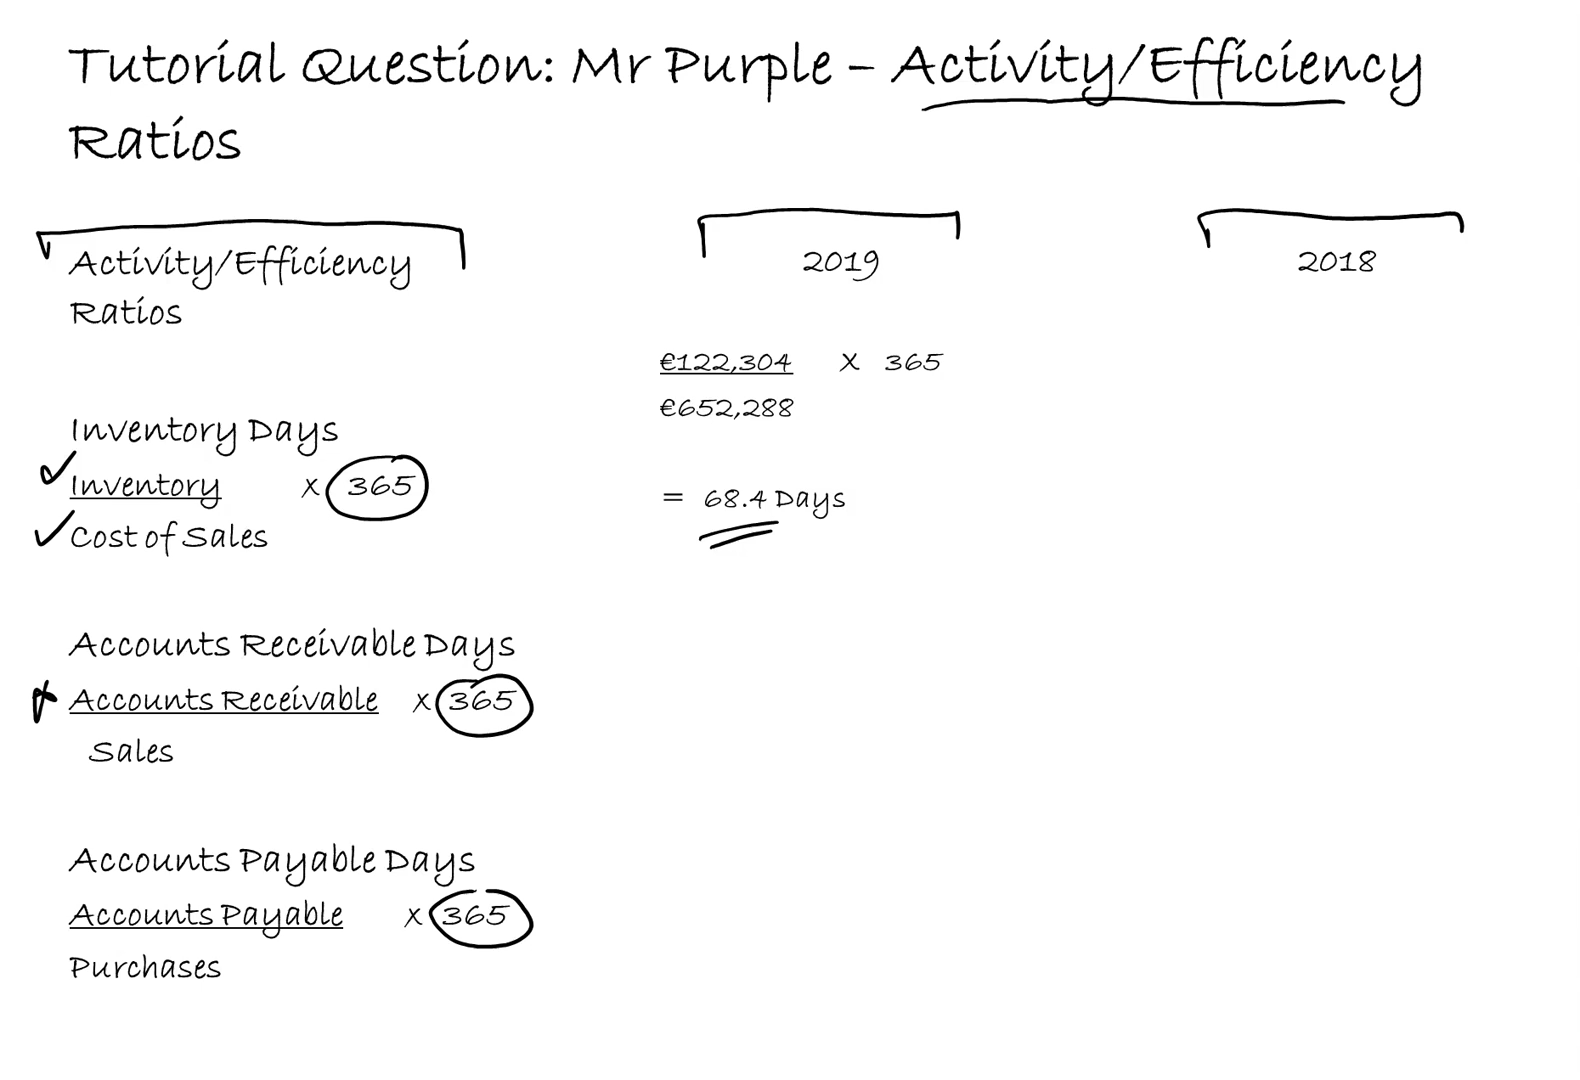 Tutorial Question: Mr Purple – Activity/Efficiency
Ratios
Activity/Efficiency
Ratios
2019
2018
€122,304 X 365
€652,288
= 68.4 Days
Inventory Days
Inventory X 365
Cost of Sales
Accounts Receivable Days
Accounts Receivable X 365
Sales
Accounts Payable Days
Accounts Payable X 365
Purchases